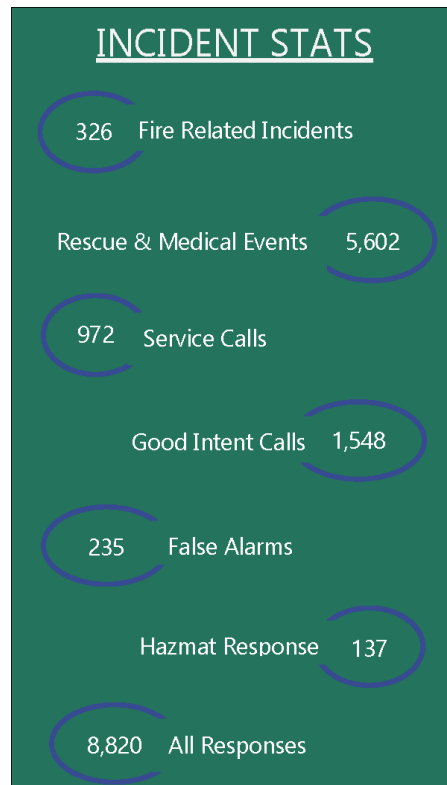 INCIDENT STATS
326 Fire Related Incidents
Rescue & Medical Events 5,602
972 Service Calls
Good Intent Calls 1,548
235 False Alarms
Hazmat Response 137
8,820 All Responses